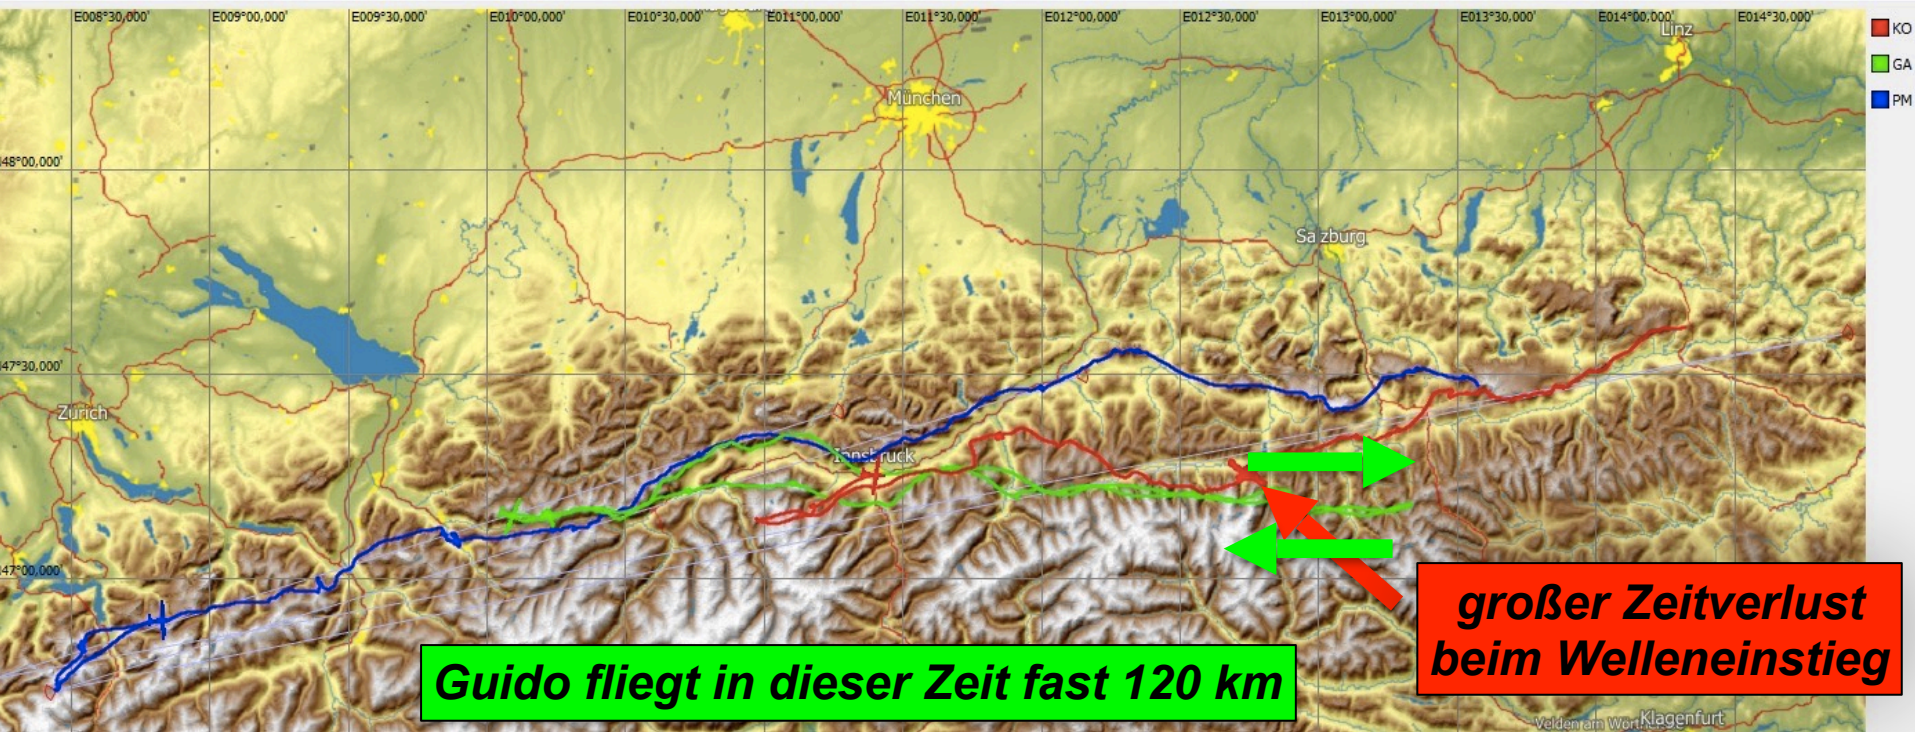 E008°30,000'
E009°00,000'
E009°30,000'
E010°00,000'
E010°30,000'
E011°00,000'
E011°30,000'
E012°00,000'
E012°30,000'
E013°00,000'
E013°30,000'
E014°00,000'
E014°30,000'
KO
GA
PM
Linz
München
48°00,000'
Salzburg
47°30,000'
Zürich
Innsbruck
47°00,000'
großer Zeitverlust
beim Welleneinstieg
Guido fliegt in dieser Zeit fast 120 km
Velden am
Klagenfurt